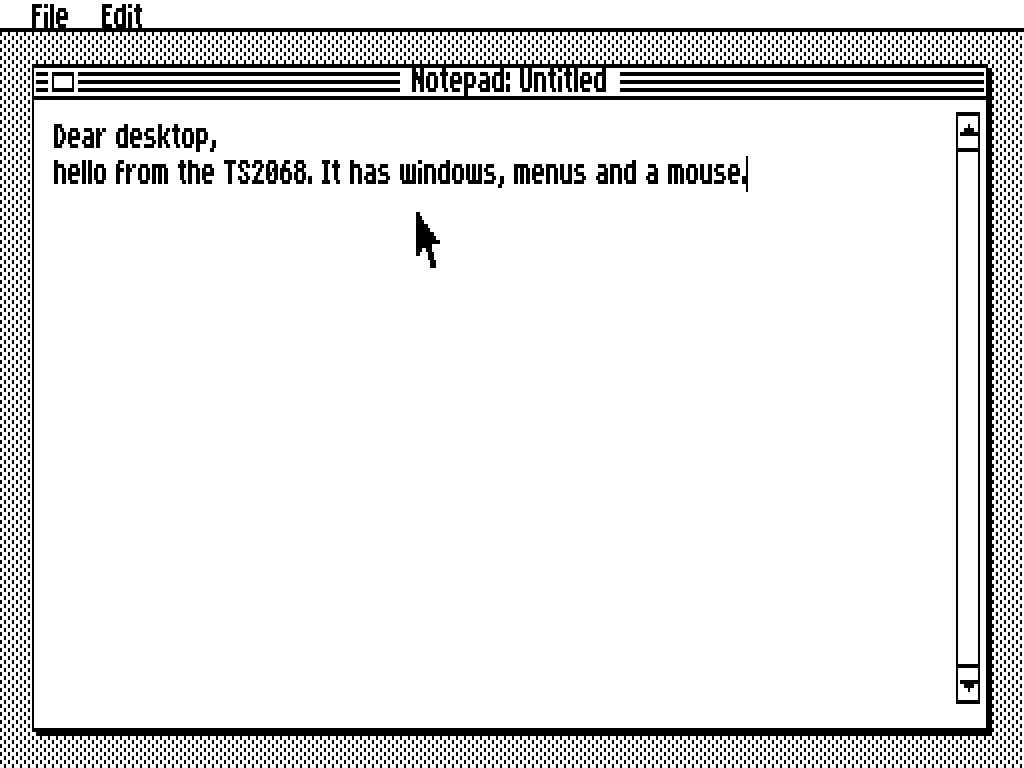 File Edit
Notepad: Untitled
Dear desktop,
hello from the TS2068. It has windows, menus and a mouse.